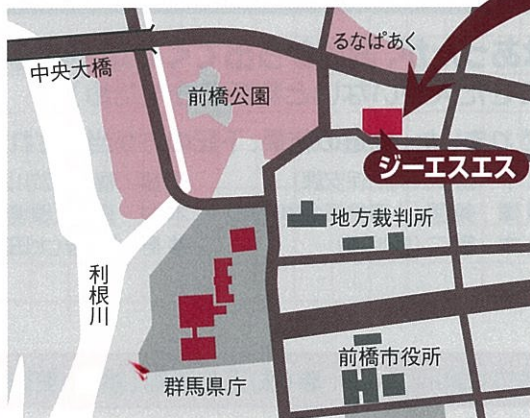 るなぱあく
中央大橋
前橋公園
ジーエスエス
地方裁判所
利根川
前橋市役所
群馬県庁